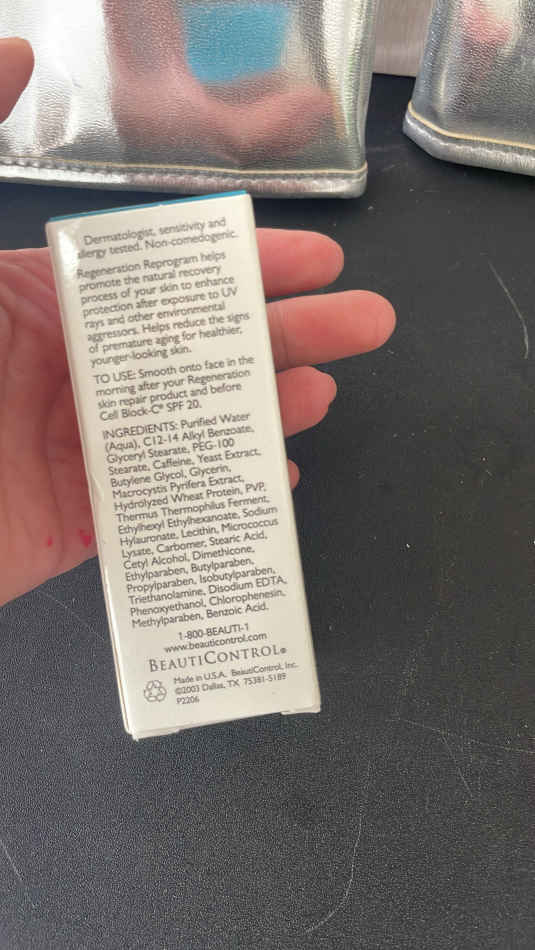 Dermatologist, sensitivity and
allergy tested. Non-comedogenic.
Regeneration Reprogram helps
promote the natural recovery
process of your skin to enhance
protection after exposure to UV
rays and other environmental
aggressors. Helps reduce the signs
of premature aging for healthier,
younger-looking skin.
TO USE: Smooth onto face in the
morning after your Regeneration
skin repair product and before
Cell Block-C® SPF 20.
INGREDIENTS: Purified Water
(Aqua), C12-14 Alkyl Benzoate,
Glyceryl Stearate, PEG-100
Stearate, Caffeine, Yeast Extract,
Butylene Glycol, Glycerin,
Macrocystis Pyrifera Extract,
Hydrolyzed Wheat Protein, PVP,
Thermus Thermophilus Ferment,
Ethylhexyl Ethylhexanoate, Sodium
Hylauronate, Lecithin, Micrococcus
Lysate, Carbomer, Stearic Acid,
Cetyl Alcohol, Dimethicone,
Ethylparaben, Butylparaben,
Propylparaben, Isobutylparaben,
Triethanolamine, Disodium EDTA,
Phenoxyethanol, Chlorophenesin,
Methylparaben, Benzoic Acid.
1-800-BEAUTI-1
www.beauticontrol.com
BEAUTICONTROL®
Made in U.S.A. BeautiControl, Inc.
©2003 Dallas, TX 75381-5189
P2206